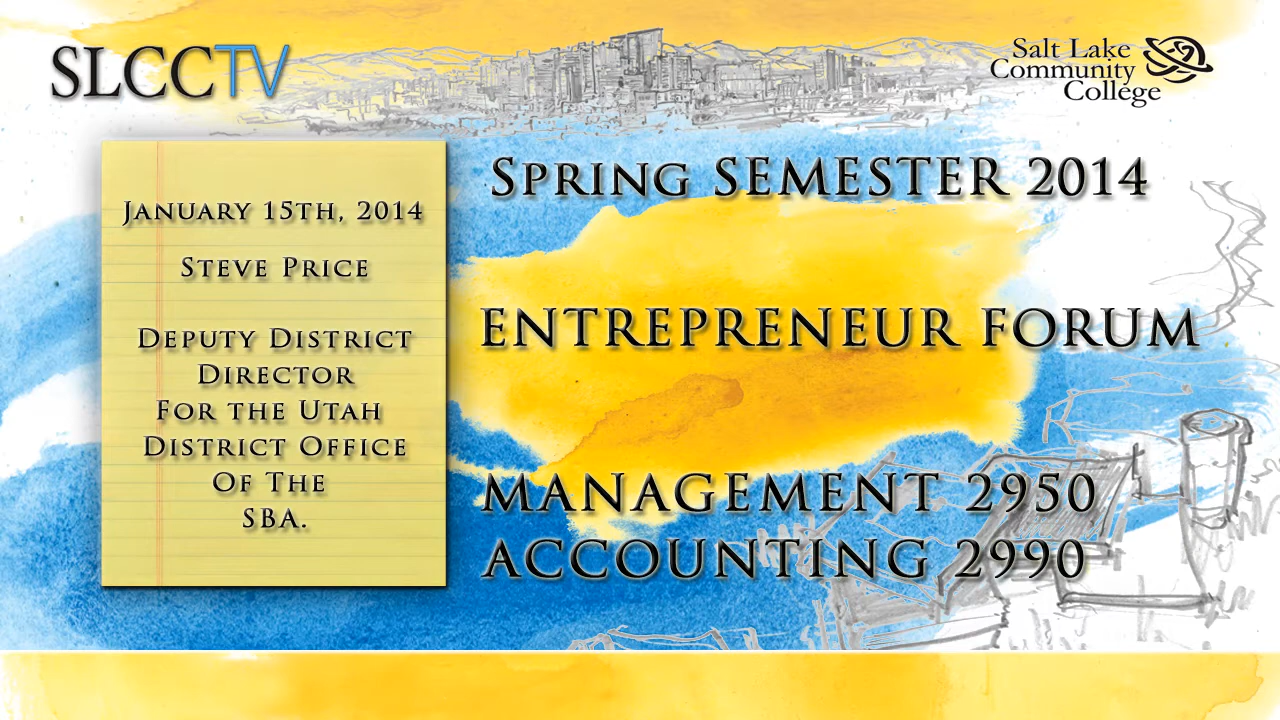 SLCCTV
Salt Lake
Community
College
Spring SEMESTER 2014
January 15th, 2014
Steve Price
Deputy District
Director
For the Utah
District Office
Of The
SBA.
ENTREPRENEUR FORUM
MANAGEMENT 2950
ACCOUNTING 2990